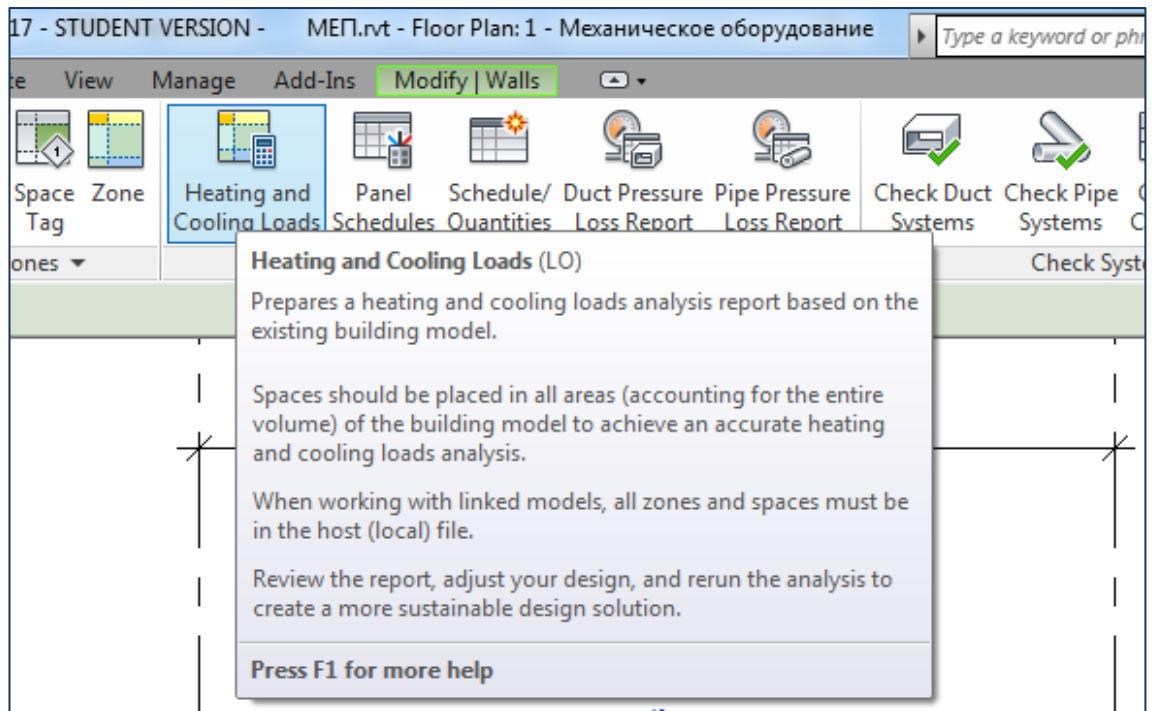 17 - STUDENT VERSION - МЕП.rvt - Floor Plan: 1 - Механическое оборудование
Type a keyword or phr
te View Manage Add-Ins Modify | Walls
Space Tag
Zone
Heating and Cooling Loads
Panel Schedules
Schedule/ Quantities
Duct Pressure Loss Report
Pipe Pressure Loss Report
Check Duct Systems
Check Pipe Systems
ones
Check Syste
Heating and Cooling Loads (LO)
Prepares a heating and cooling loads analysis report based on the
existing building model.
Spaces should be placed in all areas (accounting for the entire
volume) of the building model to achieve an accurate heating
and cooling loads analysis.
When working with linked models, all zones and spaces must be
in the host (local) file.
Review the report, adjust your design, and rerun the analysis to
create a more sustainable design solution.
Press F1 for more help